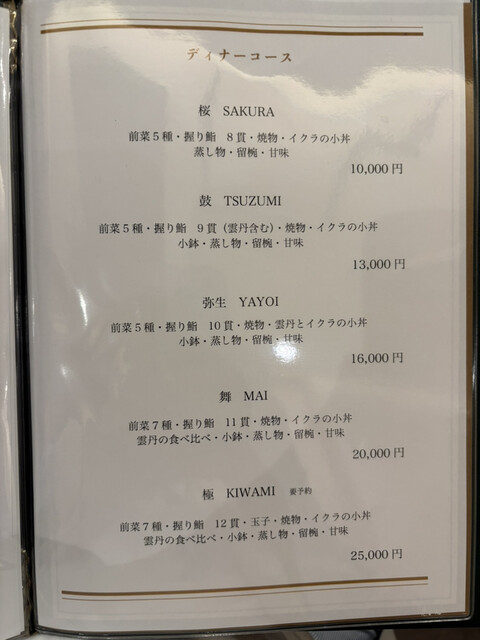 ディナーコース
桜 SAKURA
前菜5種・握り鮨 8貫・焼物・イクラの小丼
蒸し物・留椀・甘味
10,000円
鼓 TSUZUMI
前菜5種・握り鮨 9貫(雲丹含む)・焼物・イクラの小丼
小鉢・蒸し物・留椀・甘味
13,000円
弥生 YAYOI
前菜5種・握り鮨 10貫・焼物・雲丹とイクラの小丼
小鉢・蒸し物・留椀・甘味
16,000円
舞 MAI
前菜7種・握り鮨 11貫・焼物・イクラの小丼
雲丹の食べ比べ・小鉢・蒸し物・留椀・甘味
20,000円
極 KIWAMI 要予約
前菜7種・握り鮨 12貫・玉子・焼物・イクラの小丼
雲丹の食べ比べ・小鉢・蒸し物・留椀・甘味
25,000円